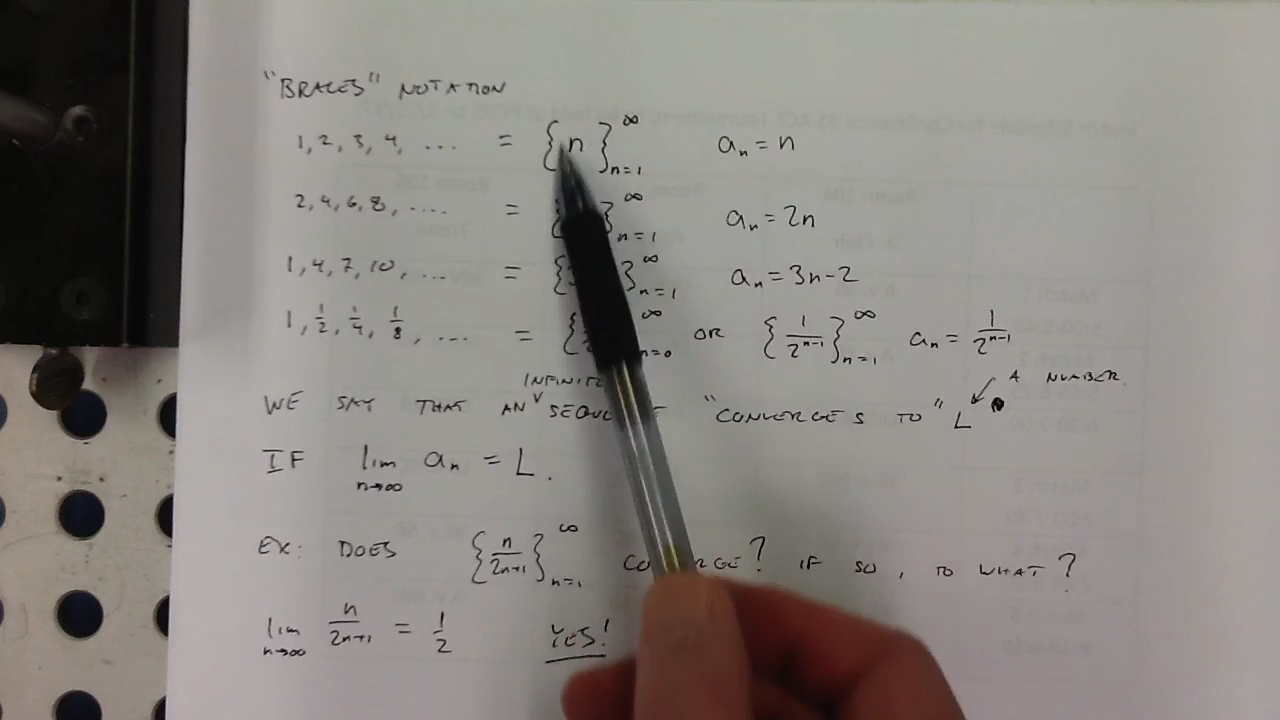 "BRACES" NOTATION
1, 2, 3, 4, ... = {n}_{n=1}^∞ a_n = n
2, 4, 6, 8, .... = { }_{n=1}^∞ a_n = 2n
1, 4, 7, 10, ... = {3 }_{n=1}^∞ a_n = 3n-2
1, 1/2, 1/4, 1/8, ... = { }_{n=0}^∞ OR {1/2^{n-1}}_{n=1}^∞ a_n = 1/2^{n-1}
INFINITE A NUMBER.
WE SAY THAT AN ∨ "CONVERGES TO" L
IF lim_{n→∞} a_n = L.
EX: DOES {n/(2n+1)}_{n=1}^∞ ? IF SO, TO WHAT?
lim_{n→∞} n/(2n+1) = 1/2 YES!